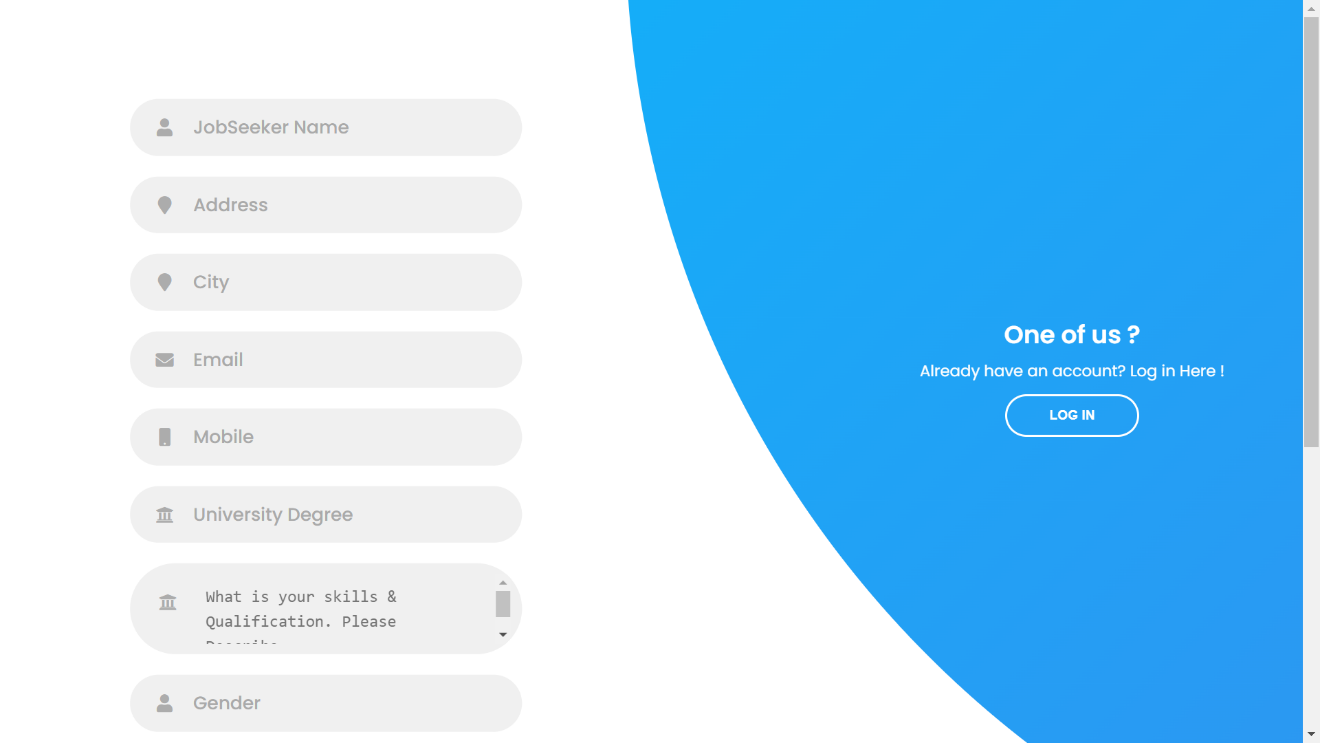 JobSeeker Name
Address
City
Email
Mobile
University Degree
What is your skills &
Qualification. Please
Gender
One of us ?
Already have an account? Log in Here !
LOG IN